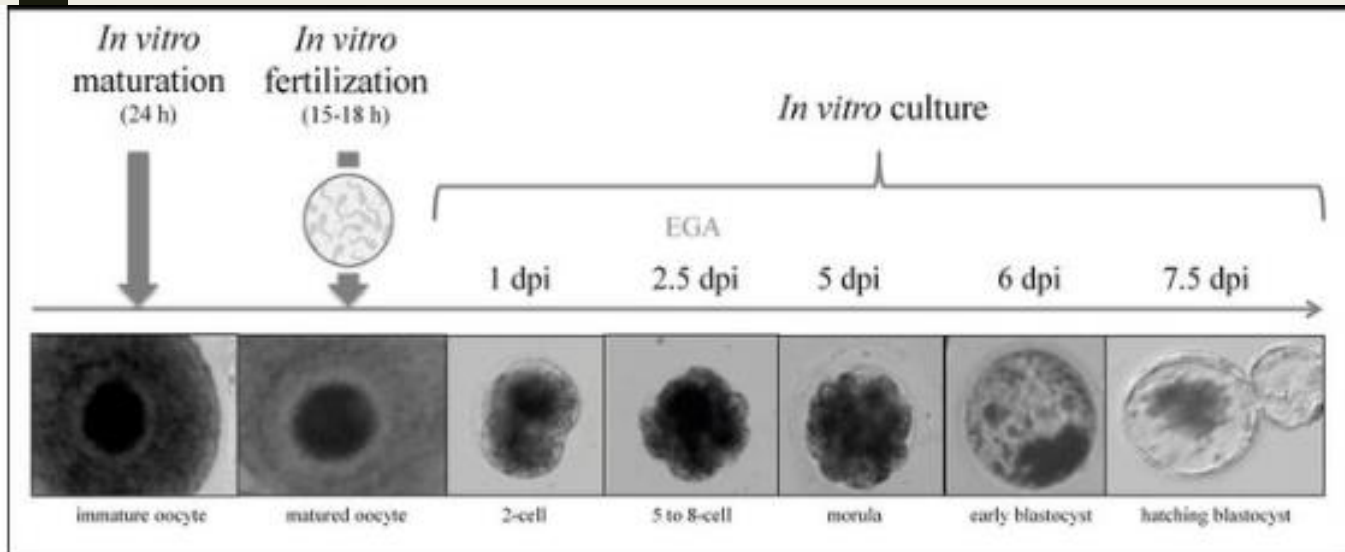 In vitro
maturation
(24 h)
In vitro
fertilization
(15-18 h)
In vitro culture
EGA
1 dpi
2.5 dpi
5 dpi
6 dpi
7.5 dpi
immature oocyte
matured oocyte
2-cell
5 to 8-cell
morula
early blastocyst
hatching blastocyst